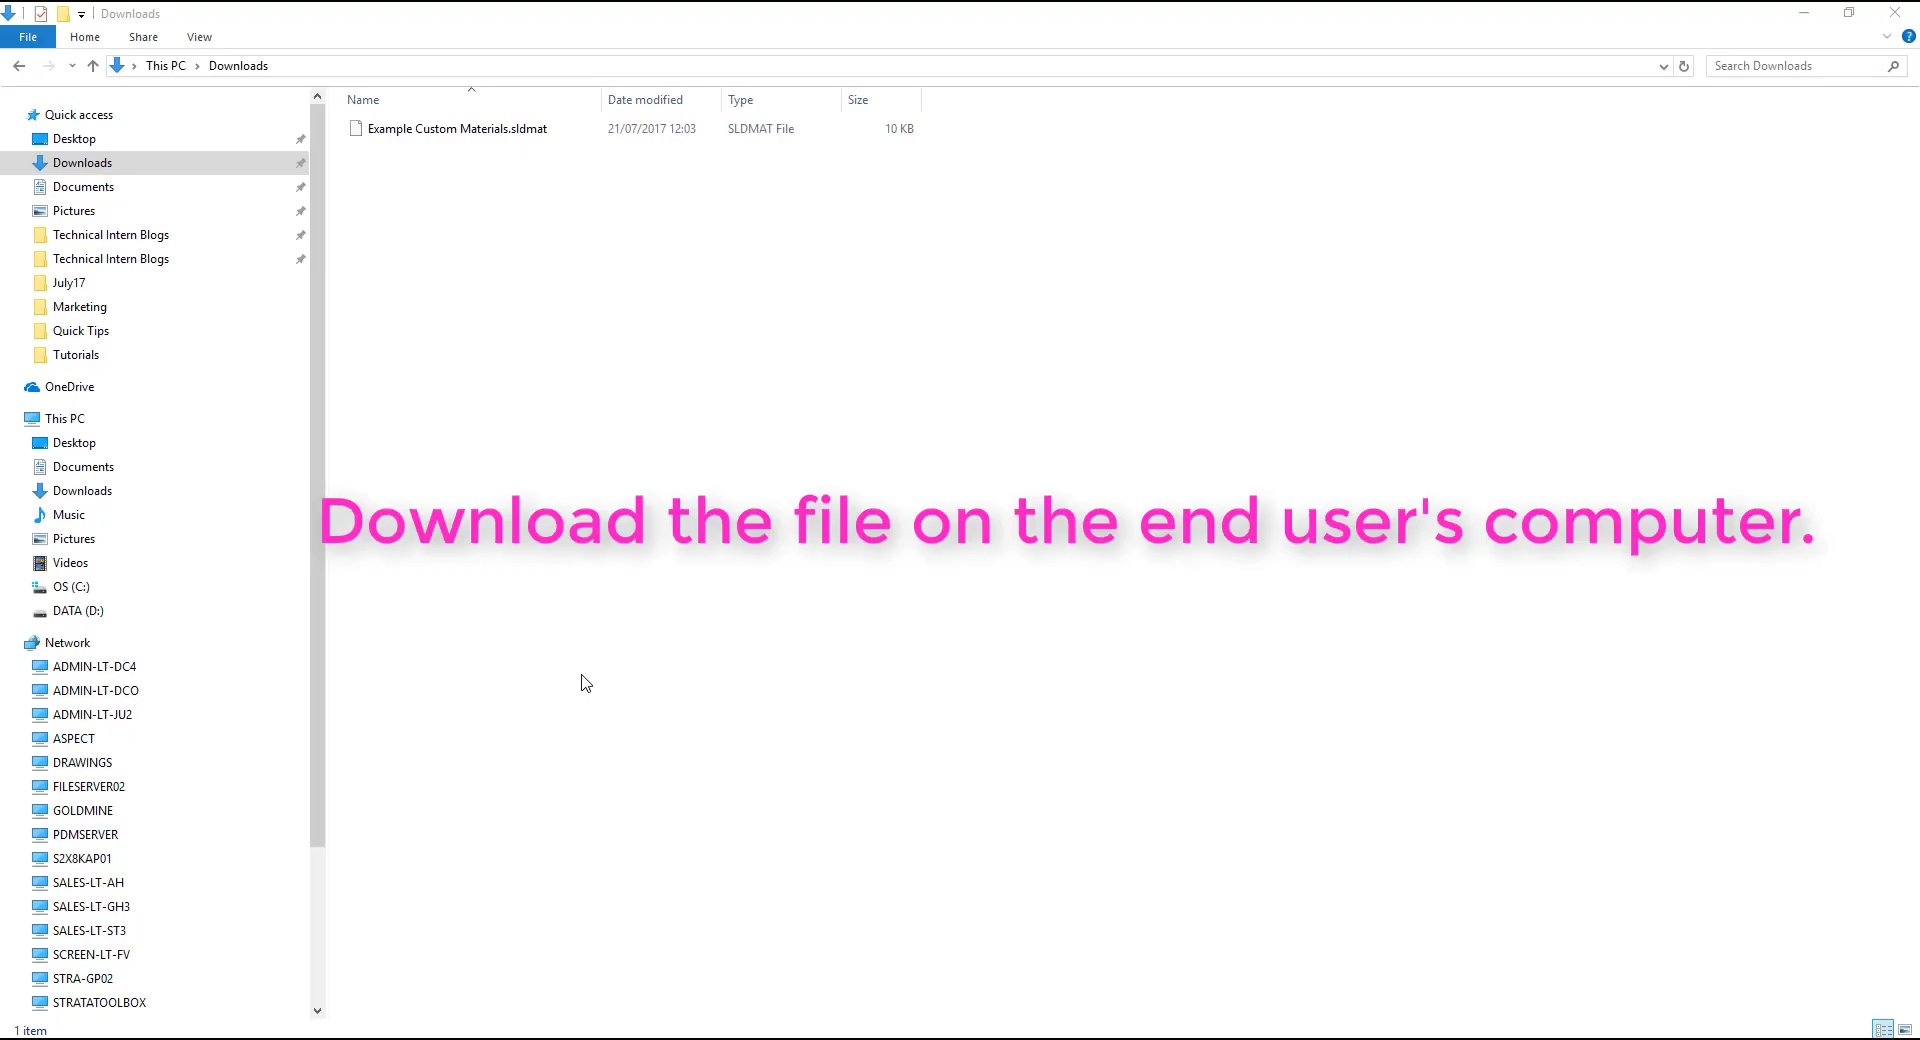 Downloads
File Home Share View
This PC Downloads Search Downloads
Name Date modified Type Size
Example Custom Materials.sldmat 21/07/2017 12:03 SLDMAT File 10 KB
Quick access
Desktop
Downloads
Documents
Pictures
Technical Intern Blogs
Technical Intern Blogs
July17
Marketing
Quick Tips
Tutorials
OneDrive
This PC
Desktop
Documents
Downloads
Music
Pictures
Videos
OS (C:)
DATA (D:)
Network
ADMIN-LT-DC4
ADMIN-LT-DCO
ADMIN-LT-JU2
ASPECT
DRAWINGS
FILESERVER02
GOLDMINE
PDMSERVER
S2X8KAP01
SALES-LT-AH
SALES-LT-GH3
SALES-LT-ST3
SCREEN-LT-FV
STRA-GP02
STRATATOOLBOX
Download the file on the end user's computer.
1 item